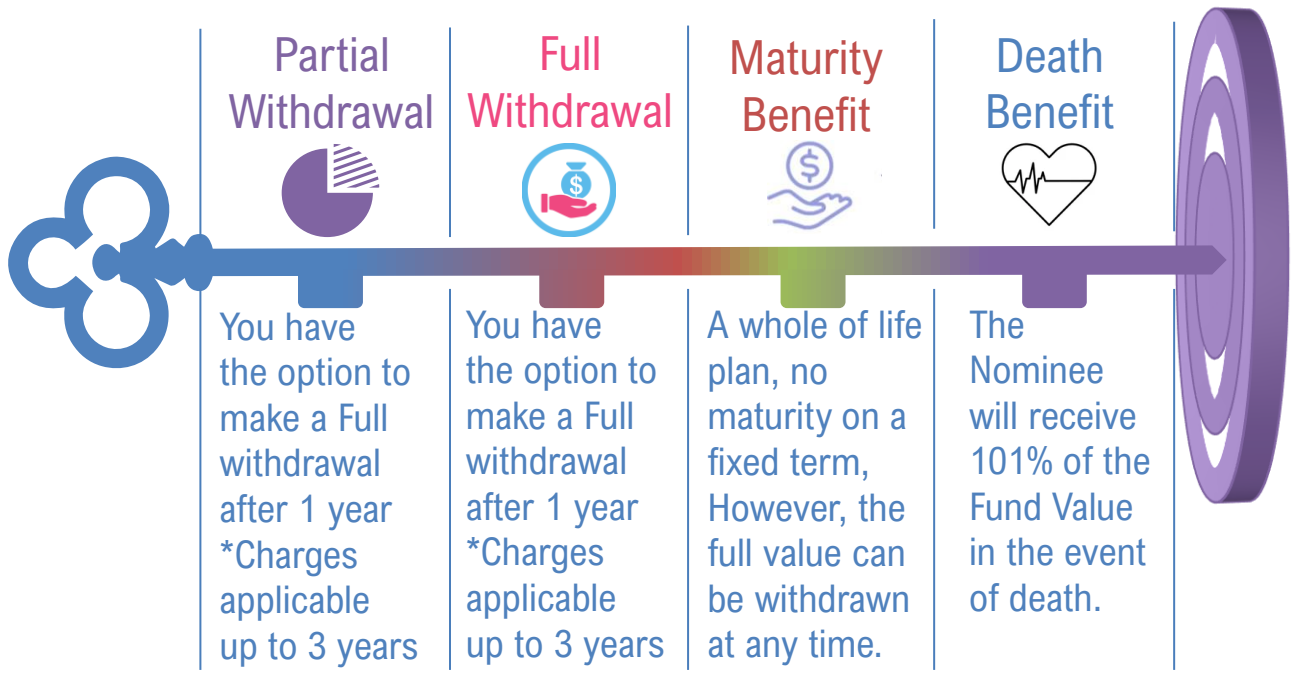 Partial
Withdrawal
You have
the option to
make a Full
withdrawal
after 1 year
*Charges
applicable
up to 3 years
Full
Withdrawal
$
You have
the option to
make a Full
withdrawal
after 1 year
*Charges
applicable
up to 3 years
Maturity
Benefit
$
A whole of life
plan, no
maturity on a
fixed term,
However, the
full value can
be withdrawn
at any time.
Death
Benefit
The
Nominee
will receive
101% of the
Fund Value
in the event
of death.